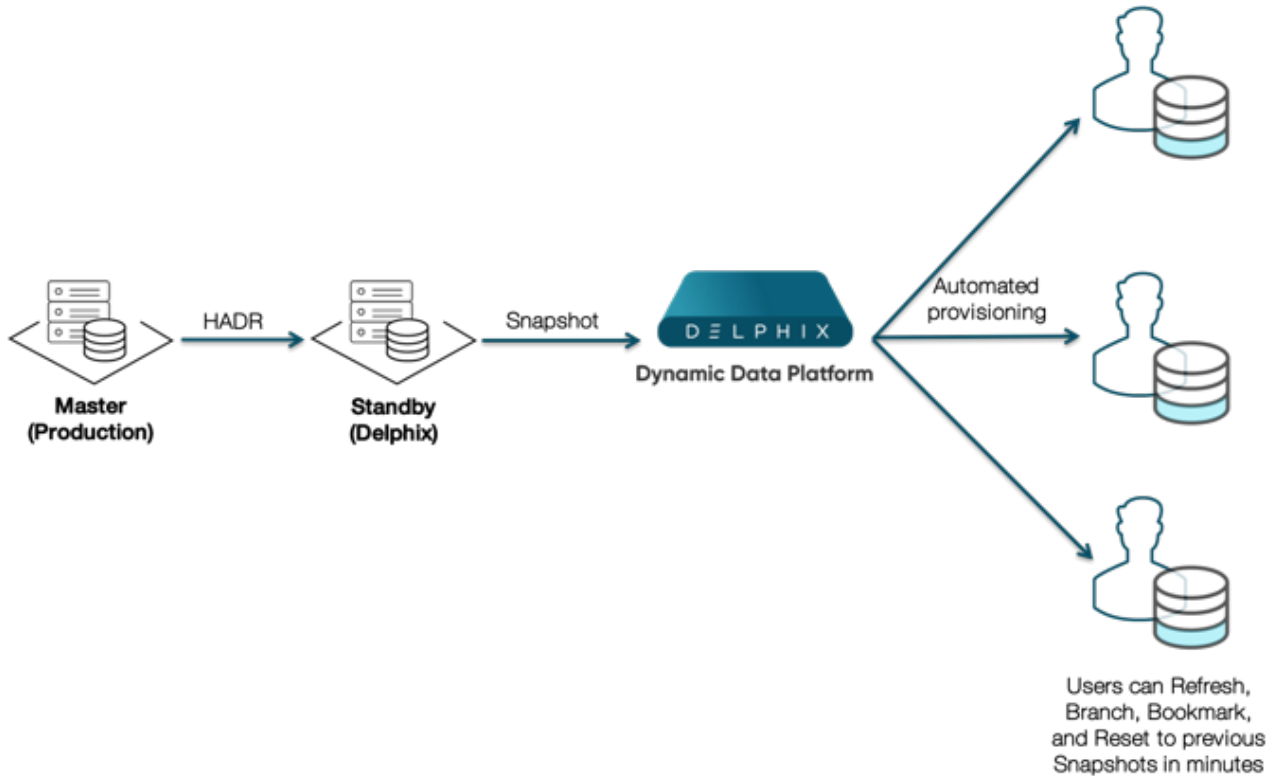 HADR
Snapshot
Automated
provisioning
DELPHIX
Dynamic Data Platform
Master
(Production)
Standby
(Delphix)
Users can Refresh,
Branch, Bookmark,
and Reset to previous
Snapshots in minutes